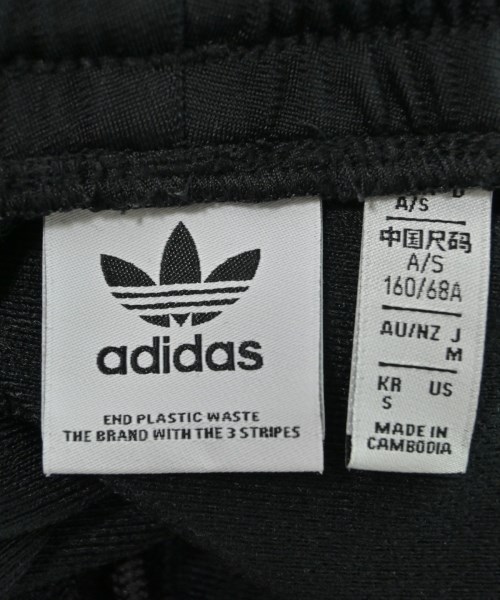 adidas
END PLASTIC WASTE
THE BRAND WITH THE 3 STRIPES
A/S
中国尺码
A/S
160/68A
AU/NZ J
M
KR US
S
MADE IN
CAMBODIA